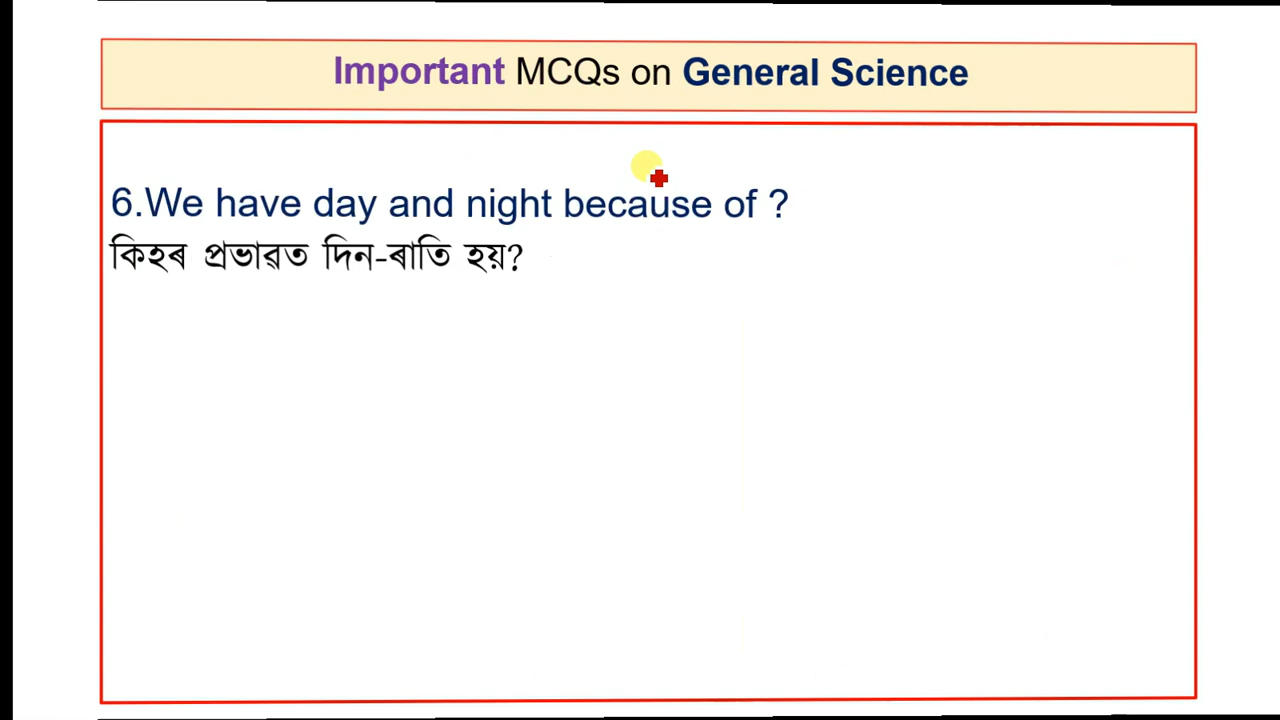 Important MCQs on General Science
6.We have day and night because of ?
কিহৰ প্ৰভাৱত দিন-ৰাতি হয়?